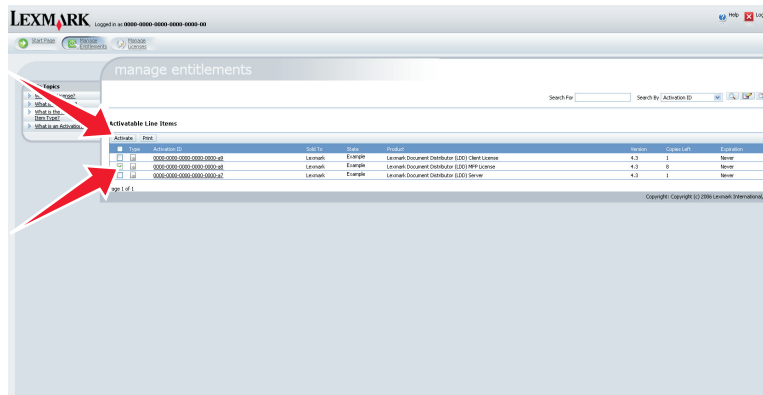 LEXMARK Logged in as 0000-0000-0000-0000-0000-00
Help
Start Page
Manage Entitlements
Manage Licenses
manage entitlements
Topics
What is the
Item Type?
What is an Activation
Search For
Search By Activation ID
Activatable Line Items
Activate Print
Type Activation ID Sold To State Product Version Copies Left Expiration
0000-0000-0000-0000-0000-a9 Lexmark Example Lexmark Document Distributor (LDD) Client License 4.3 1 Never
0000-0000-0000-0000-0000-a8 Lexmark Example Lexmark Document Distributor (LDD) MFP License 4.3 8 Never
0000-0000-0000-0000-0000-a7 Lexmark Example Lexmark Document Distributor (LDD) Server 4.3 1 Never
Page 1 of 1
Copyright: Copyright (c) 2006 Lexmark International,